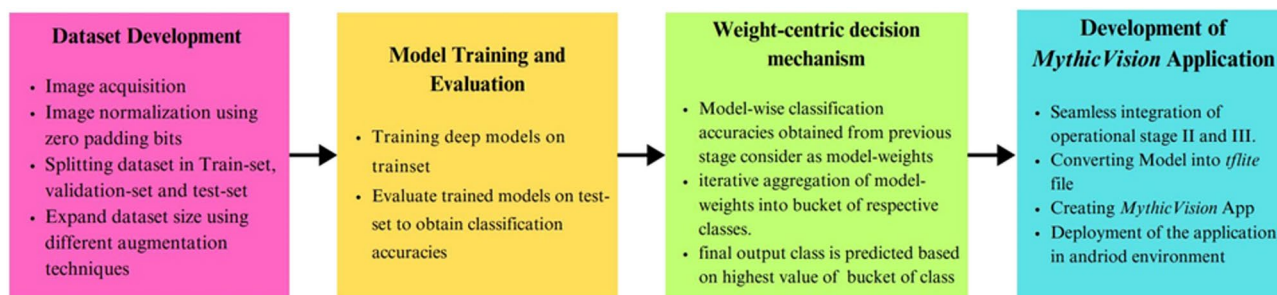 Dataset Development
• Image acquisition
• Image normalization using
zero padding bits
• Splitting dataset in Train-set,
validation-set and test-set
• Expand dataset size using
different augmentation
techniques
Model Training and
Evaluation
• Training deep models on
trainset
• Evaluate trained models on test-
set to obtain classification
accuracies
Weight-centric decision
mechanism
• Model-wise classification
accuracies obtained from previous
stage consider as model-weights
• iterative aggregation of model-
weights into bucket of respective
classes.
• final output class is predicted based
on highest value of bucket of class
Development of
MythicVision Application
• Seamless integration of
operational stage II and III.
• Converting Model into tflite
file
• Creating MythicVision App
• Deployment of the application
in andriod environment